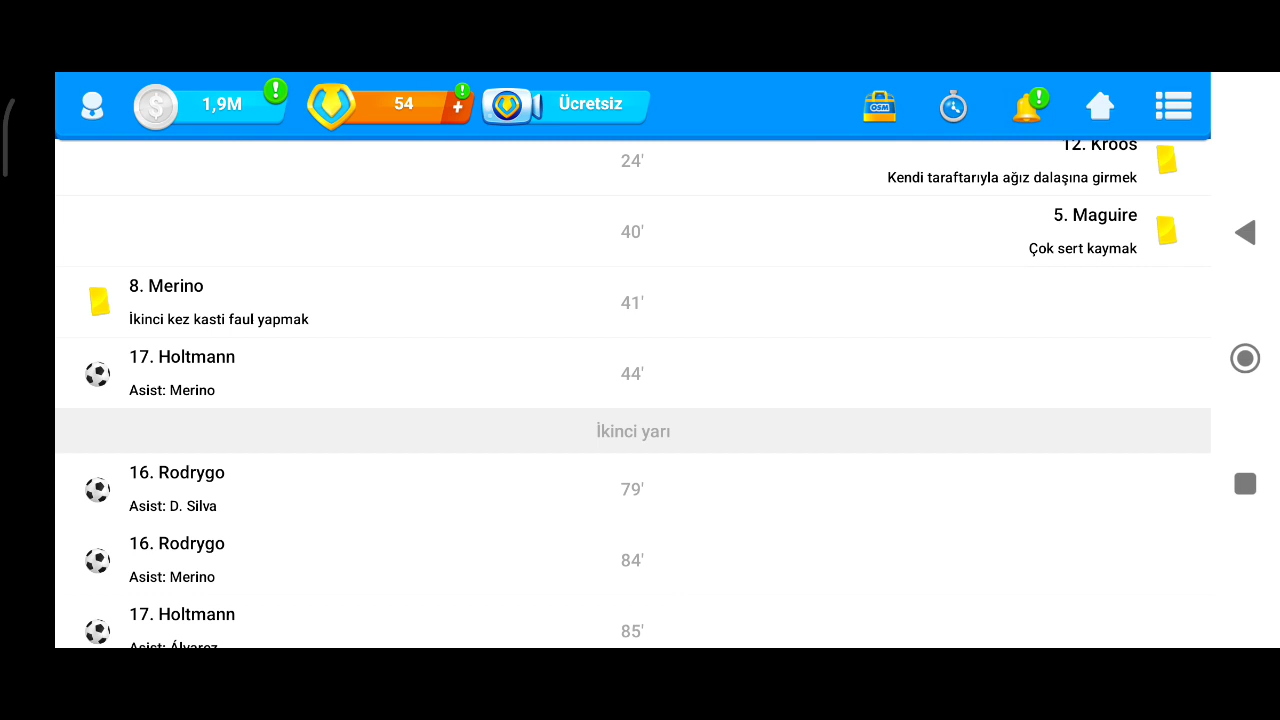 1,9M
54
Ücretsiz
OSM
12. Kroos
24'
Kendi taraftarıyla ağız dalaşına girmek
5. Maguire
40'
Çok sert kaymak
8. Merino
41'
İkinci kez kasti faul yapmak
17. Holtmann
44'
Asist: Merino
İkinci yarı
16. Rodrygo
79'
Asist: D. Silva
16. Rodrygo
84'
Asist: Merino
17. Holtmann
85'
Asist: Álvarez